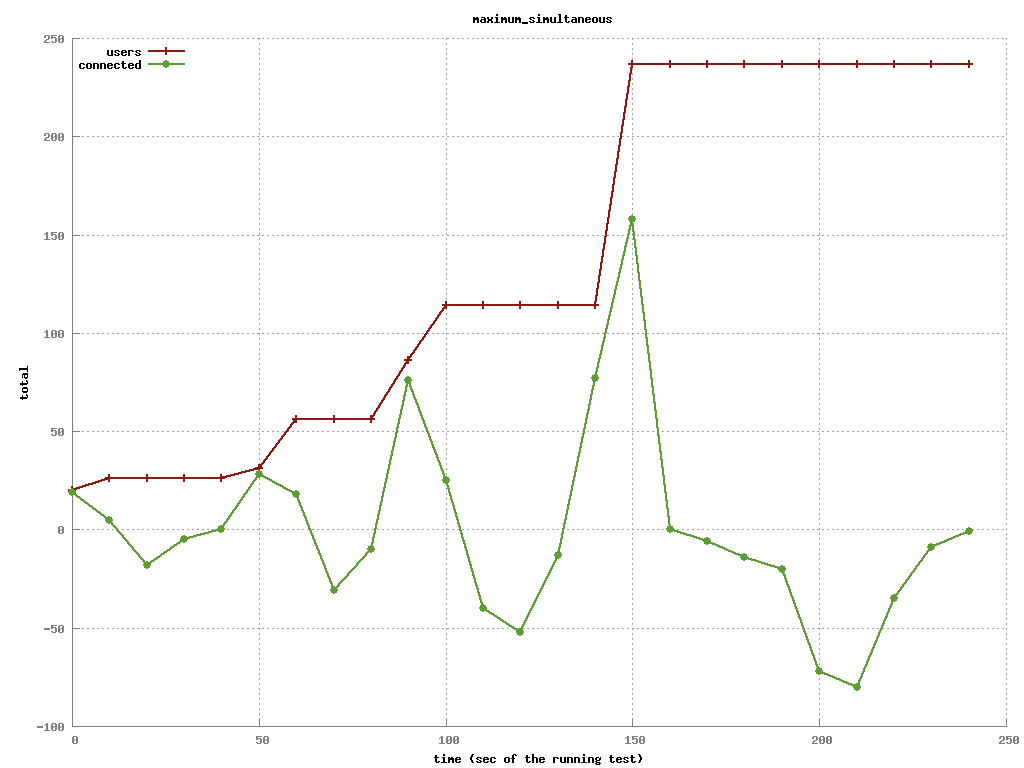 maximum_simultaneous
250
users
connected
200
150
100
total
50
0
-50
-100
0 50 100 150 200 250
time (sec of the running test)